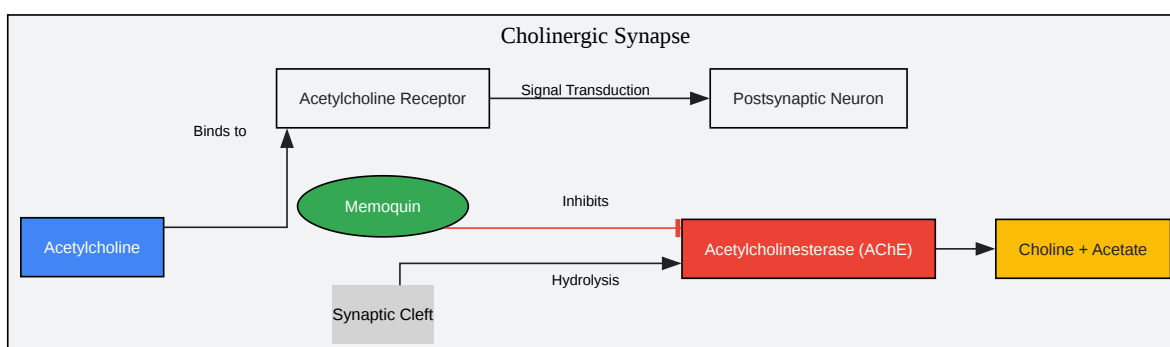 Cholinergic Synapse
Acetylcholine Receptor
Signal Transduction
Postsynaptic Neuron
Binds to
Memoquin
Inhibits
Acetylcholine
Acetylcholinesterase (AChE)
Choline + Acetate
Hydrolysis
Synaptic Cleft